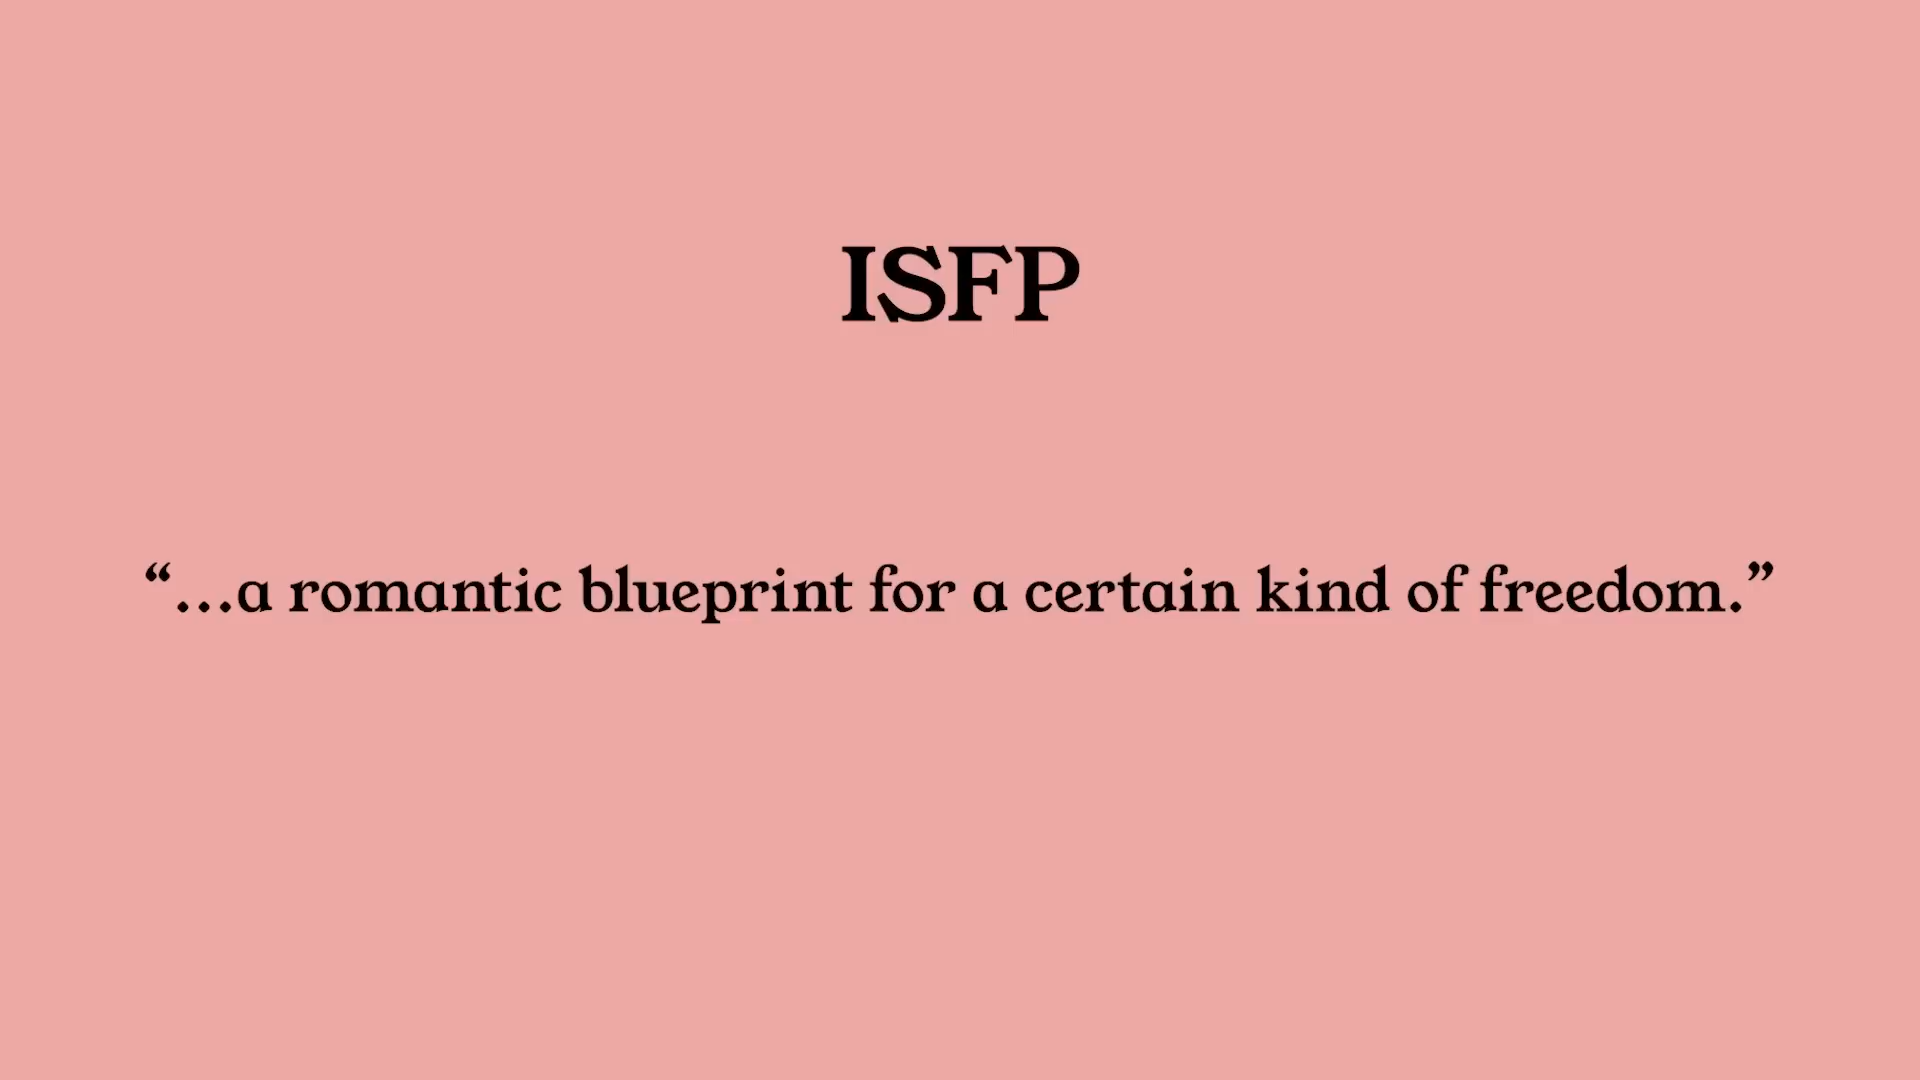 ISFP
“…a romantic blueprint for a certain kind of freedom.”